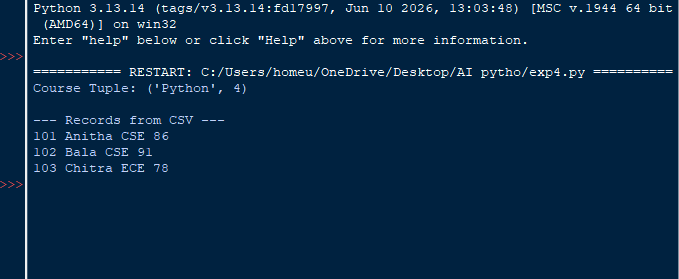 Python 3.13.14 (tags/v3.13.14:fd17997, Jun 10 2026, 13:03:48) [MSC v.1944 64 bit
(AMD64)] on win32
Enter "help" below or click "Help" above for more information.
>>>
=========== RESTART: C:/Users/homeu/OneDrive/Desktop/AI pytho/exp4.py ==========
Course Tuple: ('Python', 4)
--- Records from CSV ---
101 Anitha CSE 86
102 Bala CSE 91
103 Chitra ECE 78
>>>